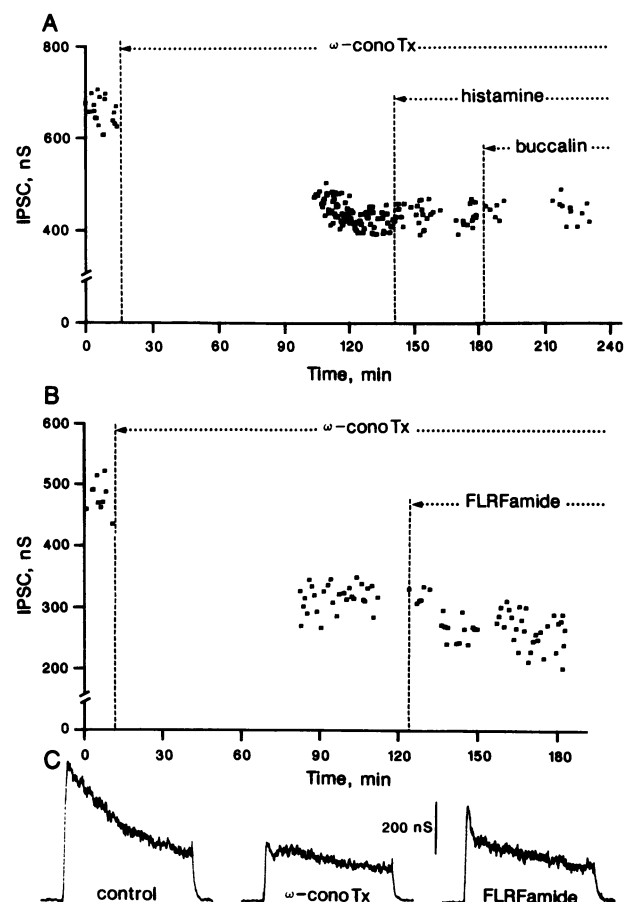 A
800
600
400
0
IPSC, nS
ω-conoTx
histamine
buccalin
0 30 60 90 120 150 180 210 240
Time, min
B
600
500
400
300
200
0
IPSC, nS
ω-conoTx
FLRFamide
0 30 60 90 120 150 180
Time, min
C
200 nS
control
ω-conoTx
FLRFamide